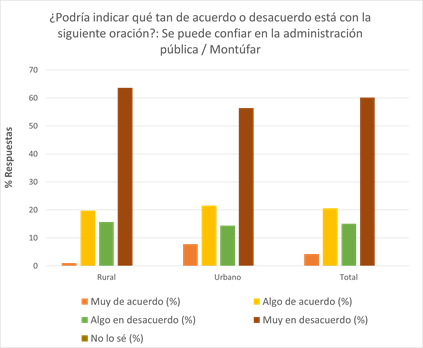 ¿Podría indicar qué tan de acuerdo o desacuerdo está con la
siguiente oración?: Se puede confiar en la administración
pública / Montúfar
70
60
50
40
30
20
10
0
% Respuestas
Rural Urbano Total
Muy de acuerdo (%) Algo de acuerdo (%)
Algo en desacuerdo (%) Muy en desacuerdo (%)
No lo sé (%)